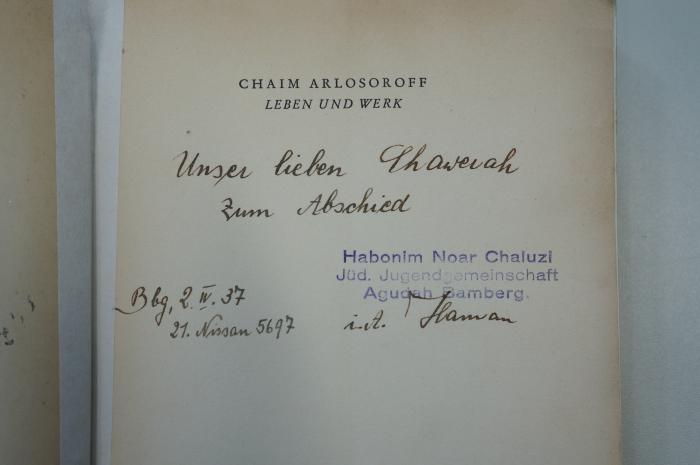 CHAIM ARLOSOROFF
LEBEN UND WERK
Unser lieben Chawerah
zum Abschied
Habonim Noar Chaluzi
Jüd. Jugendgemeinschaft
Agudah Bamberg.
Bbg, 2. IV. 37
21. Nissan 5697
i.A.